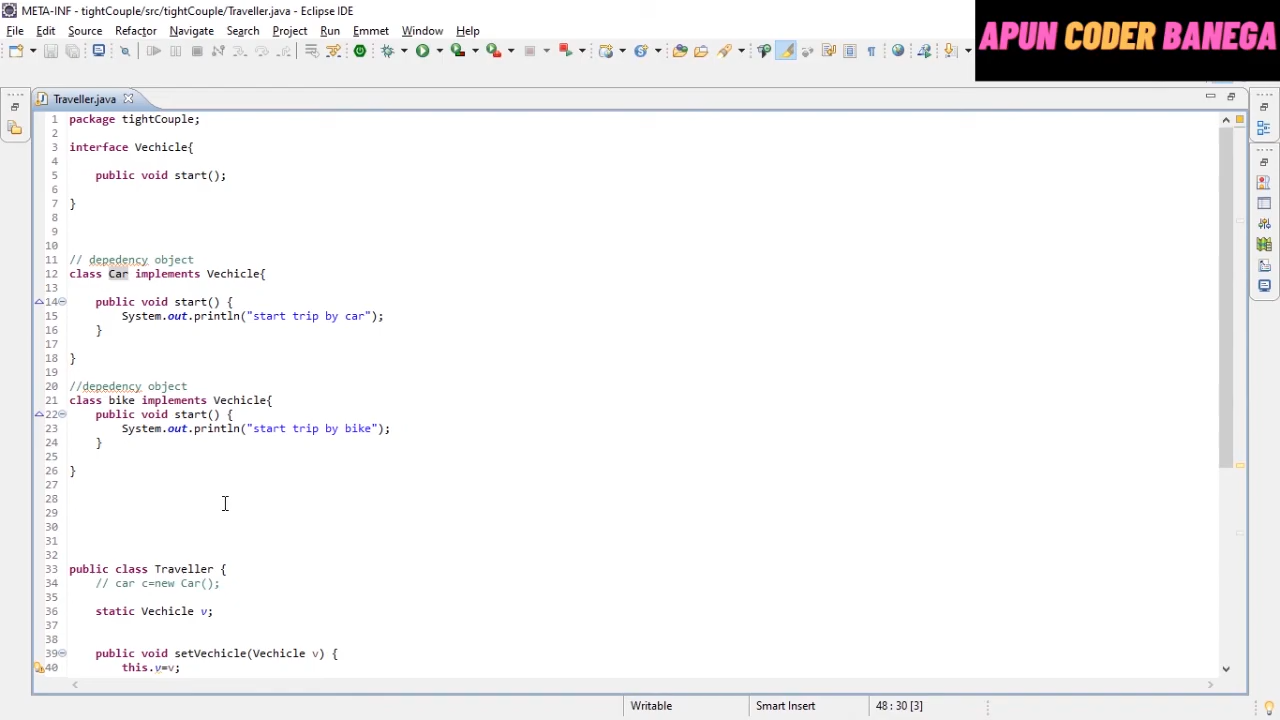 META-INF - tightCouple/src/tightCouple/Traveller.java - Eclipse IDE
File Edit Source Refactor Navigate Search Project Run Emmet Window Help
APUN CODER BANEGA
Traveller.java
1 package tightCouple;
2
3 interface Vechicle{
4
5 public void start();
6
7 }
8
9
10
11 // depedency object
12 class Car implements Vechicle{
13
14 public void start() {
15 System.out.println("start trip by car");
16 }
17
18 }
19
20 //depedency object
21 class bike implements Vechicle{
22 public void start() {
23 System.out.println("start trip by bike");
24 }
25
26 }
27
28
29
30
31
32
33 public class Traveller {
34 // car c=new Car();
35
36 static Vechicle v;
37
38
39 public void setVechicle(Vechicle v) {
40 this.v=v;
Writable Smart Insert 48 : 30 [3]